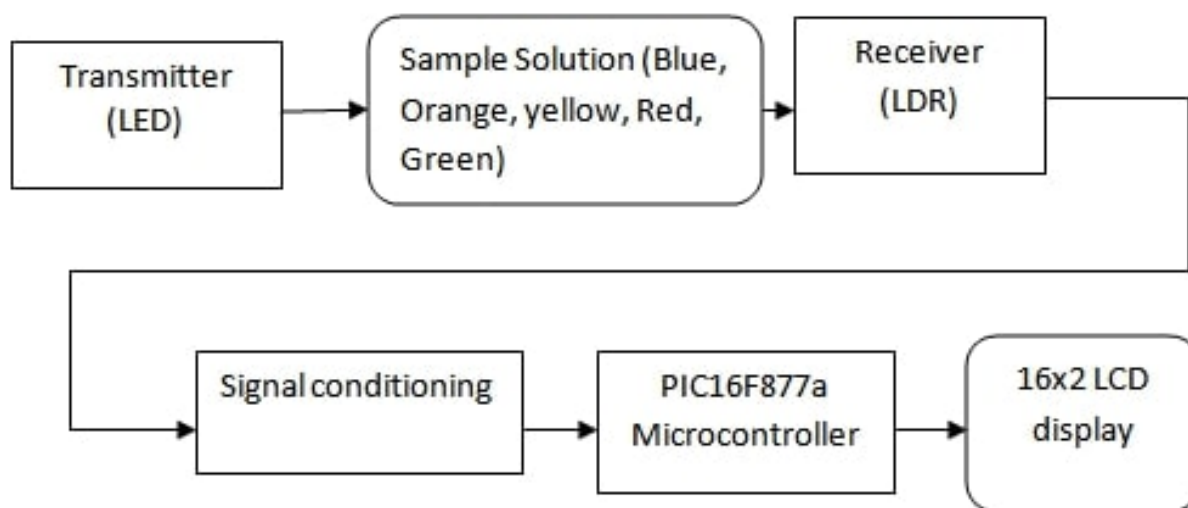 Transmitter
(LED)
Sample Solution (Blue,
Orange, yellow, Red,
Green)
Receiver
(LDR)
Signal conditioning
PIC16F877a
Microcontroller
16x2 LCD
display